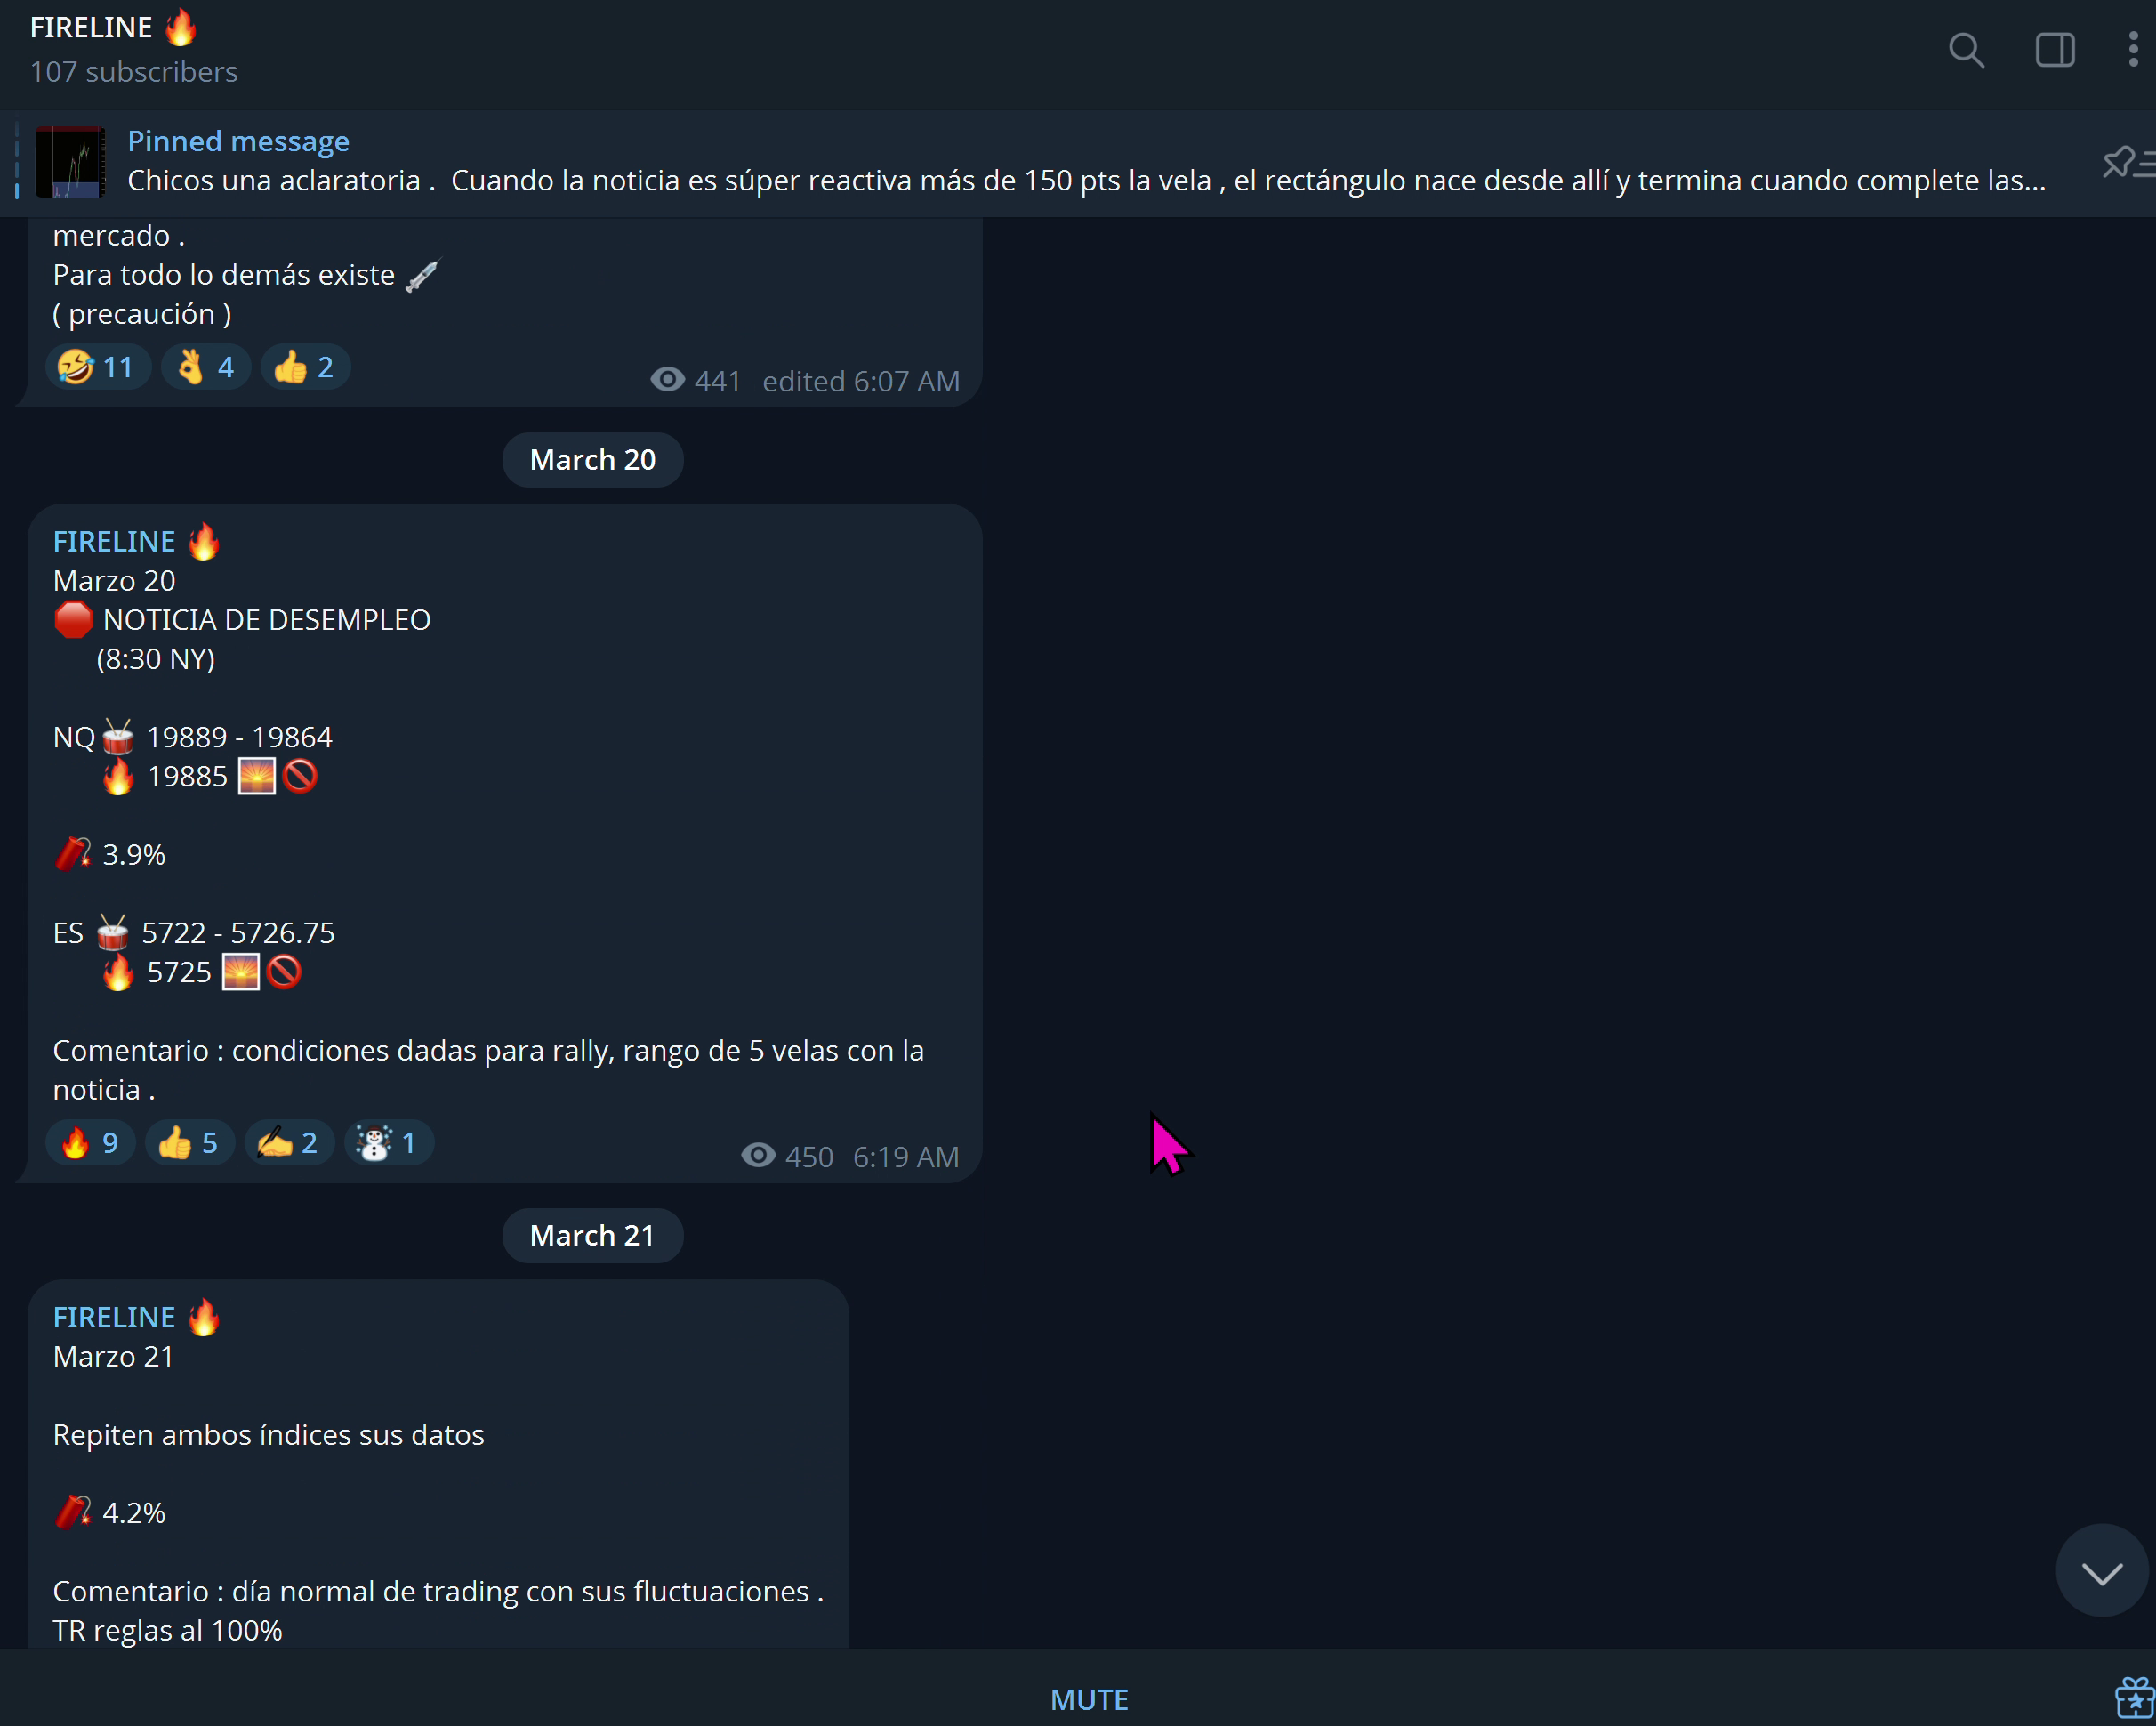 FIRELINE 🔥
107 subscribers
Pinned message
Chicos una aclaratoria .  Cuando la noticia es súper reactiva más de 150 pts la vela , el rectángulo nace desde allí y termina cuando complete las...
mercado .
Para todo lo demás existe 💉
( precaución )
🤣 11 👌 4 👍 2 441 edited 6:07 AM
March 20
FIRELINE 🔥
Marzo 20
🛑 NOTICIA DE DESEMPLEO
(8:30 NY)
NQ🥁 19889 - 19864
🔥 19885 🌅🚫
🧨 3.9%
ES 🥁 5722 - 5726.75
🔥 5725 🌅🚫
Comentario : condiciones dadas para rally, rango de 5 velas con la
noticia .
🔥 9 👍 5 ✍ 2 ☃ 1 450 6:19 AM
March 21
FIRELINE 🔥
Marzo 21
Repiten ambos índices sus datos
🧨 4.2%
Comentario : día normal de trading con sus fluctuaciones .
TR reglas al 100%
MUTE